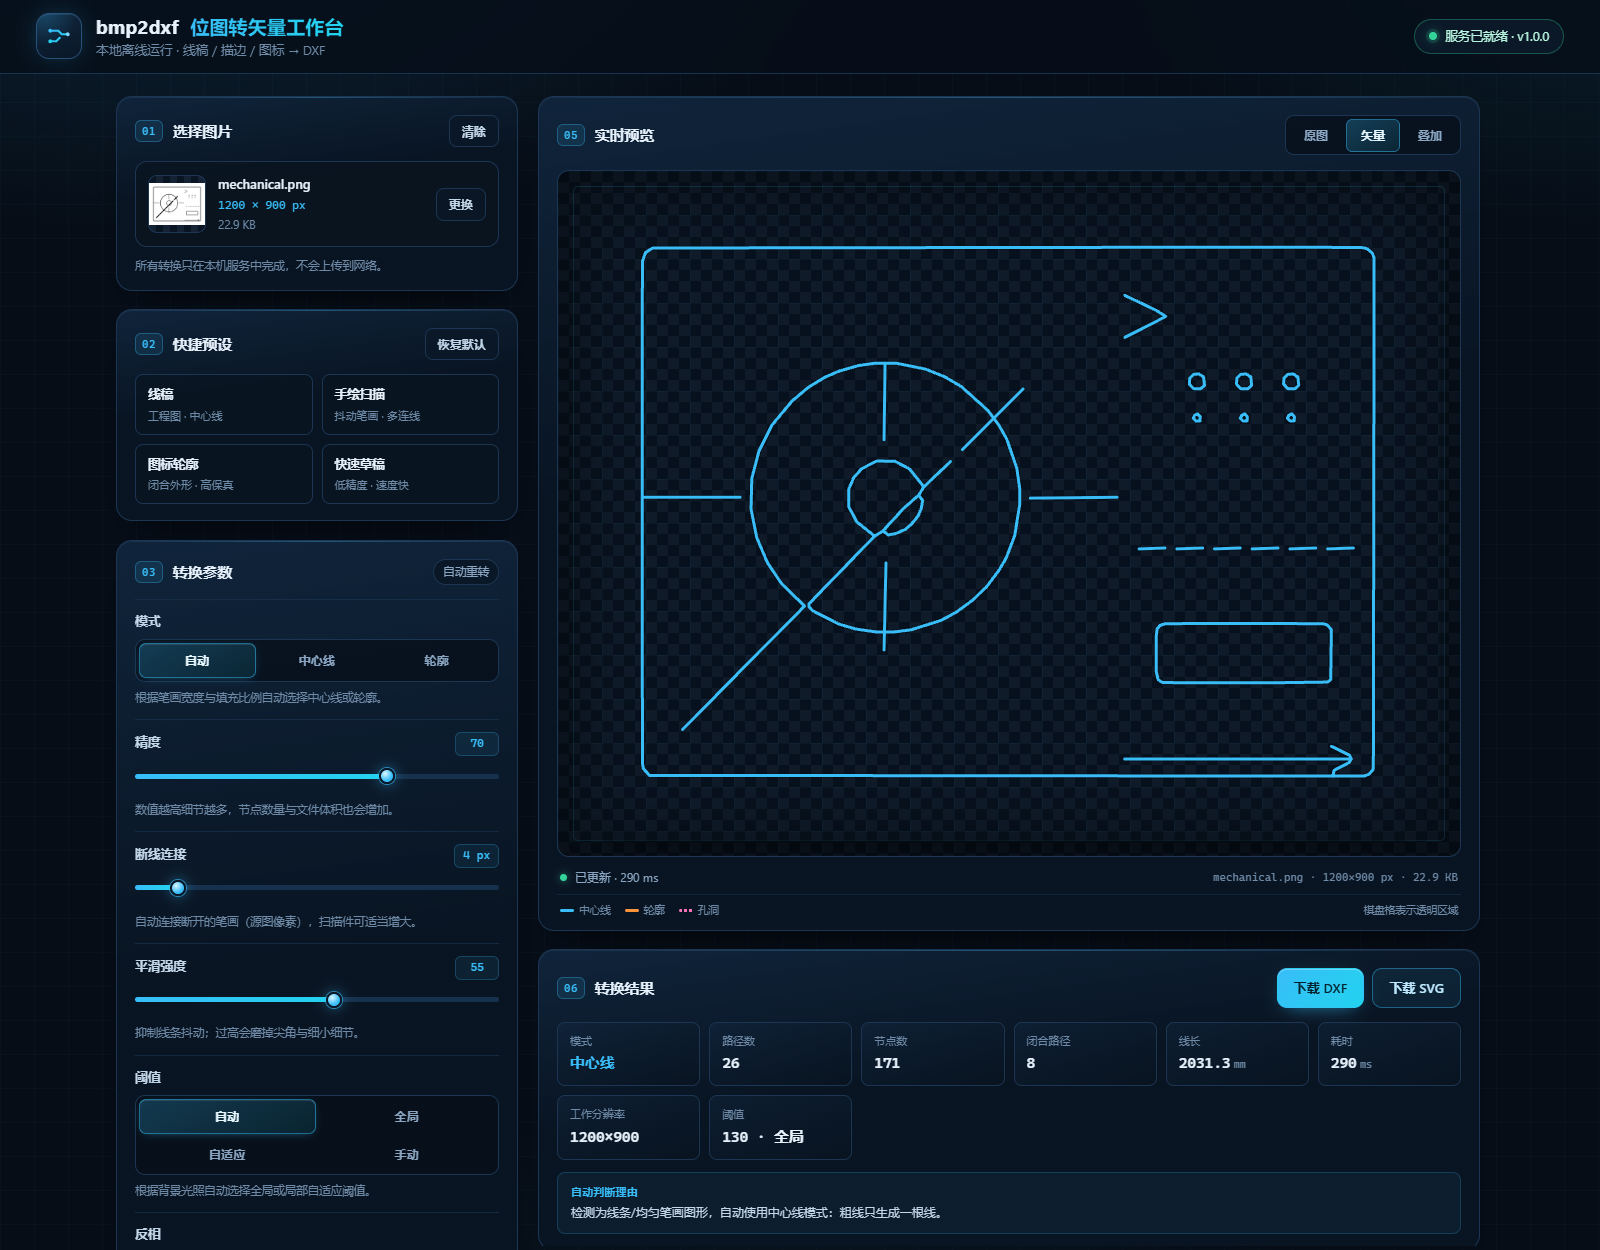 bmp2dxf 位图转矢量工作台
本地离线运行 · 线稿 / 描边 / 图标 → DXF
服务已就绪 · v1.0.0
01 选择图片
清除
mechanical.png
1200 × 900 px
22.9 KB
更换
所有转换只在本机服务中完成，不会上传到网络。
02 快捷预设
恢复默认
线稿
工程图 · 中心线
手绘扫描
抖动笔画 · 多连线
图标轮廓
闭合外形 · 高保真
快速草稿
低精度 · 速度快
03 转换参数
自动重转
模式
自动 中心线 轮廓
根据笔画宽度与填充比例自动选择中心线或轮廓。
精度
70
数值越高细节越多，节点数量与文件体积也会增加。
断线连接
4 px
自动连接断开的笔画（源图像素），扫描件可适当增大。
平滑强度
55
抑制线条抖动；过高会磨掉尖角与细小细节。
阈值
自动 全局
自适应 手动
根据背景光照自动选择全局或局部自适应阈值。
反相
05 实时预览
原图 矢量 叠加
已更新 · 290 ms
mechanical.png · 1200×900 px · 22.9 KB
中心线 轮廓 孔洞
棋盘格表示透明区域
06 转换结果
下载 DXF 下载 SVG
模式
中心线
路径数
26
节点数
171
闭合路径
8
线长
2031.3 mm
耗时
290 ms
工作分辨率
1200×900
阈值
130 · 全局
自动判断理由
检测为线条/均匀笔画图形，自动使用中心线模式：粗线只生成一根线。